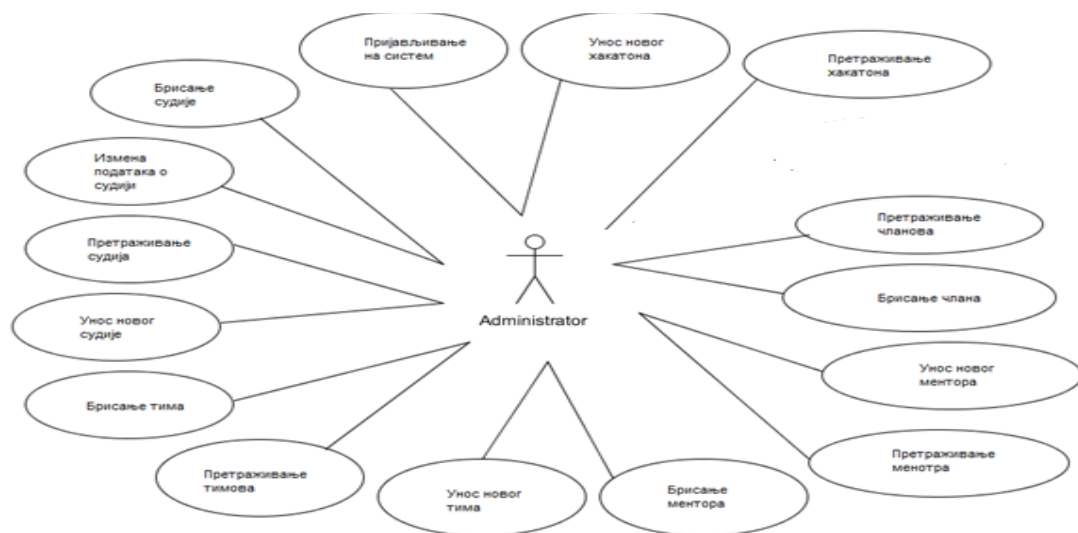 Пријављивање
на систем
Унос новог
хакатона
Претраживање
хакатона
Брисање
судије
Измена
података о
судији
Претраживање
судија
Унос новог
судије
Брисање тима
Претраживање
тимова
Унос новог
тима
Брисање
ментора
Претраживање
менотра
Унос новог
ментора
Брисање члана
Претраживање
чланова
Administrator